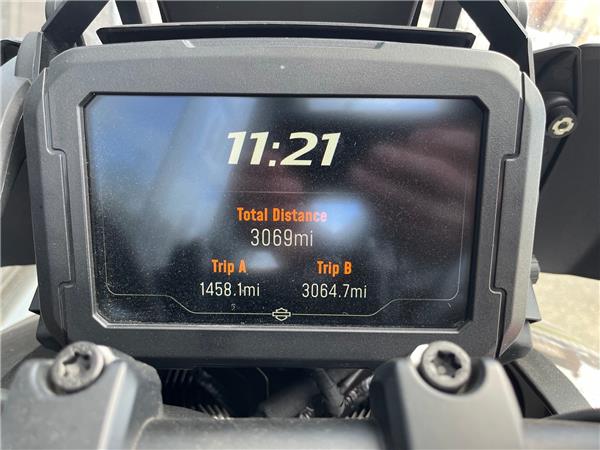 11:21
Total Distance
3069mi
Trip A Trip B
1458.1mi 3064.7mi